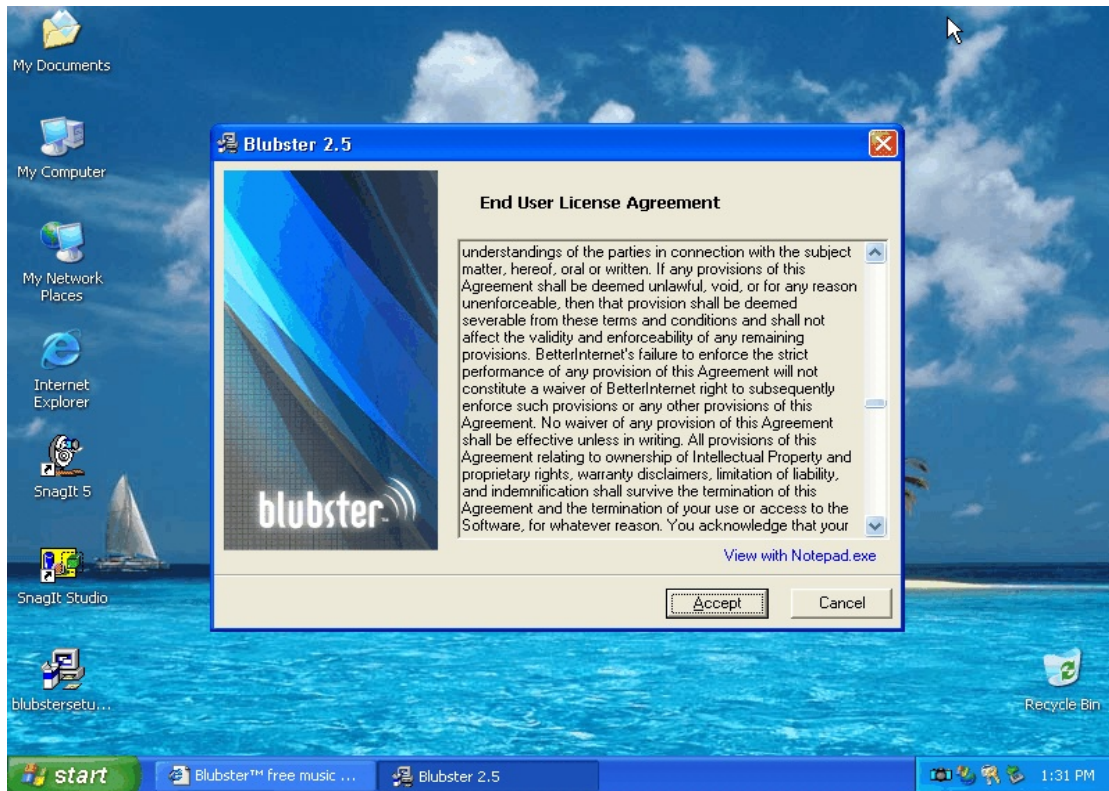 My Documents
My Computer
My Network
Places
Internet
Explorer
SnagIt 5
SnagIt Studio
blubstersetu...
Blubster 2.5
End User License Agreement
understandings of the parties in connection with the subject
matter, hereof, oral or written. If any provisions of this
Agreement shall be deemed unlawful, void, or for any reason
unenforceable, then that provision shall be deemed
severable from these terms and conditions and shall not
affect the validity and enforceability of any remaining
provisions. BetterInternet's failure to enforce the strict
performance of any provision of this Agreement will not
constitute a waiver of BetterInternet right to subsequently
enforce such provisions or any other provisions of this
Agreement. No waiver of any provision of this Agreement
shall be effective unless in writing. All provisions of this
Agreement relating to ownership of Intellectual Property and
proprietary rights, warranty disclaimers, limitation of liability,
and indemnification shall survive the termination of this
Agreement and the termination of your use or access to the
Software, for whatever reason. You acknowledge that your
blubster
View with Notepad.exe
Accept Cancel
Recycle Bin
start Blubster™ free music ... Blubster 2.5 1:31 PM